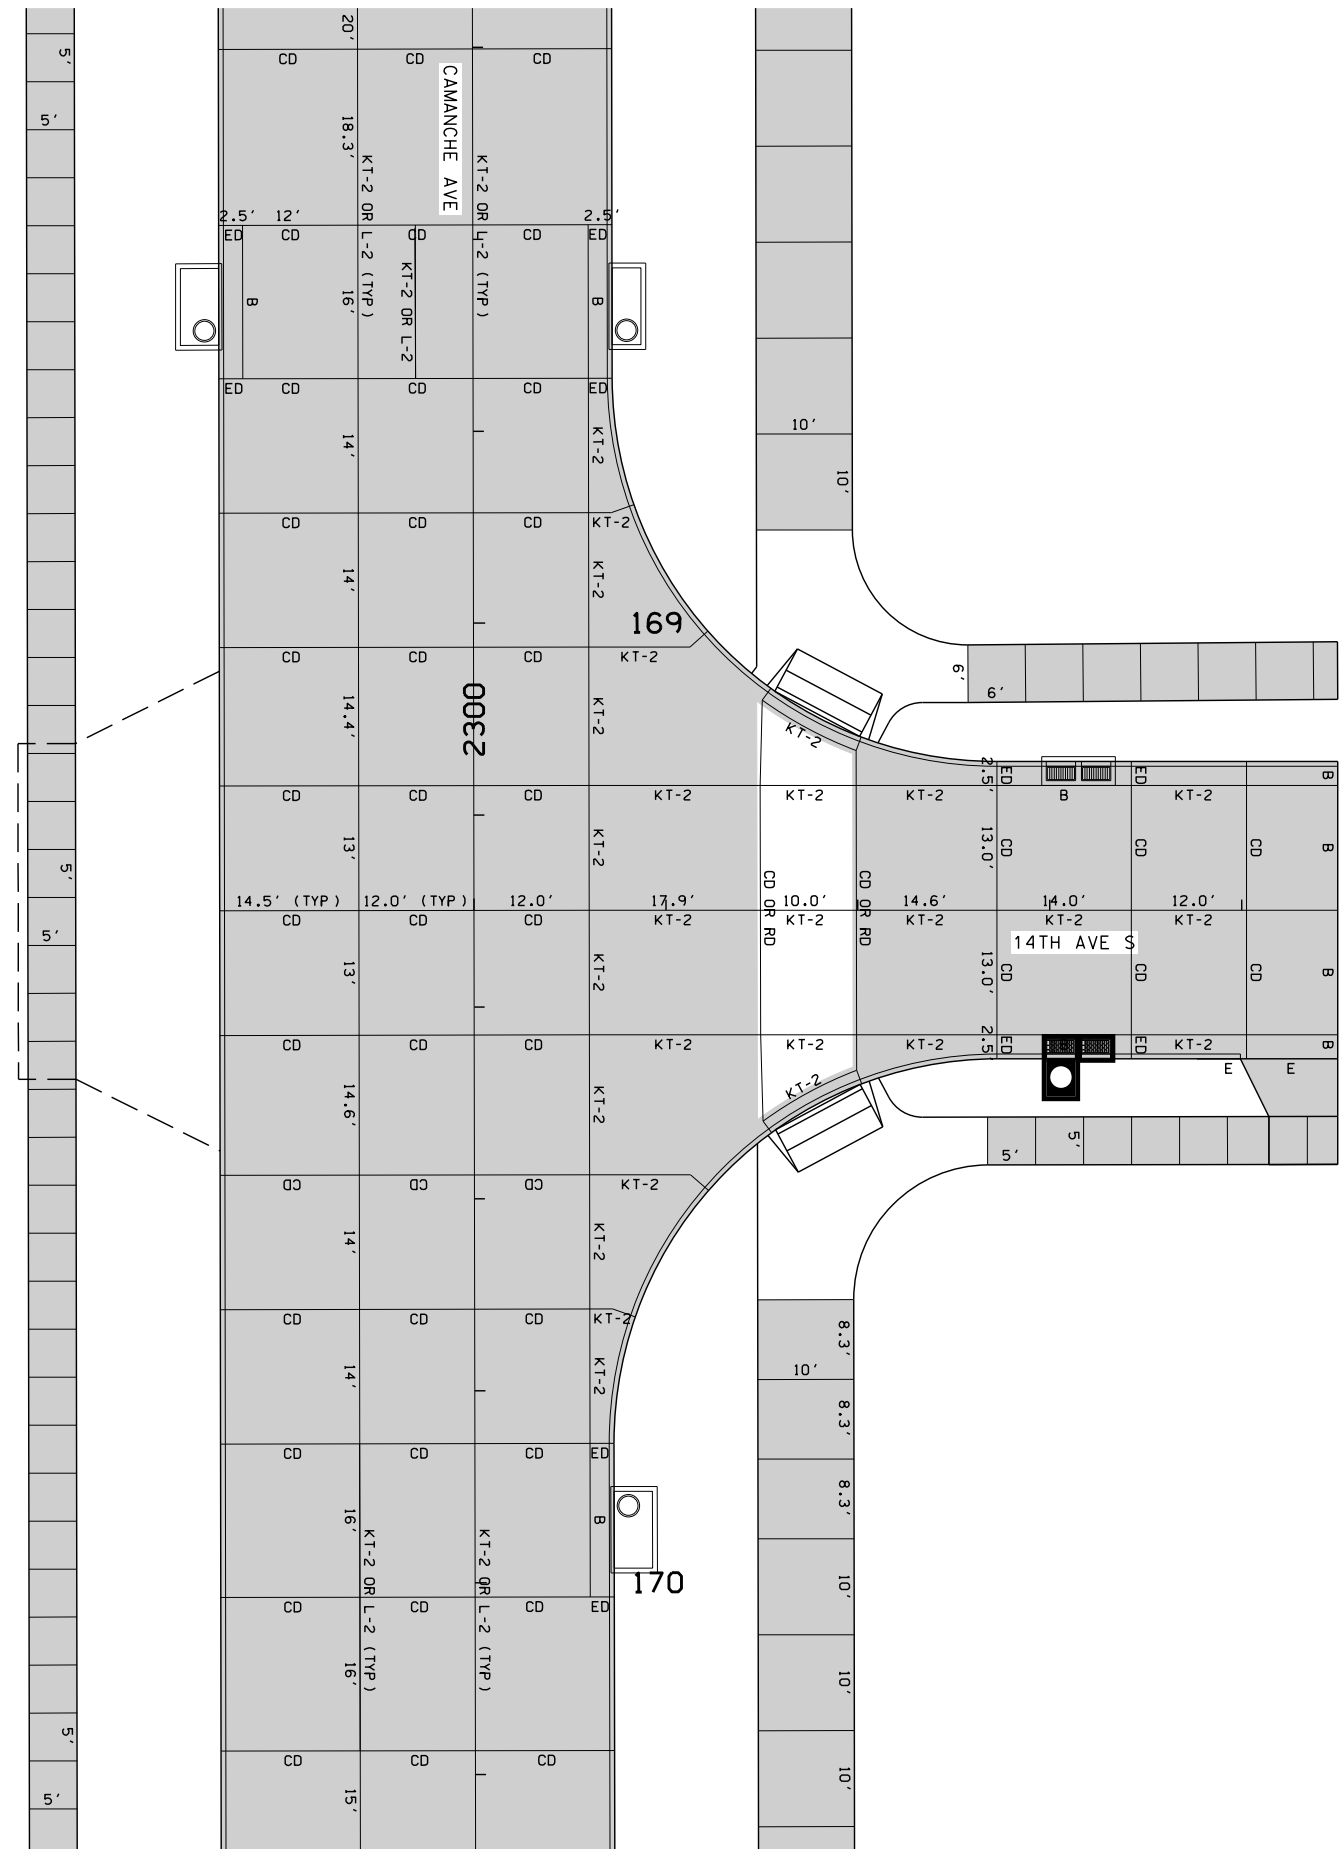 20'
5'
CD CD CD
CAMANCHE AVE
5'
18.3'
KT-2 OR L-2 (TYP)
KT-2 OR L-2 (TYP)
2.5' 12' 2.5'
ED CD CD CD ED
KT-2 OR L-2
B 16' B
ED CD CD CD ED
10'
14' KT-2
10'
CD CD CD KT-2
14' KT-2
169
CD CD CD KT-2
6'
6'
14.4' 2300 KT-2
KT-2
2.5' ED ED B
CD CD CD KT-2 KT-2 KT-2 B KT-2
13' KT-2 13.0' CD CD CD B
5'
CD OR RD
CD OR RD
14.5' (TYP) 12.0' (TYP) 12.0' 17.9' 10.0' 14.6' 14.0' 12.0'
CD CD CD KT-2 KT-2 KT-2 KT-2 KT-2
5'
14TH AVE S
13' KT-2 13.0' CD CD CD B
CD CD CD KT-2 KT-2 KT-2 KT-2
2.5' ED ED B
E E
KT-2
14.6' KT-2
5'
5'
CD CD CD KT-2
14' KT-2
CD CD CD KT-2
8.3'
10'
14' KT-2
8.3'
CD CD CD ED
8.3'
16' B
KT-2 OR L-2 (TYP)
KT-2 OR L-2 (TYP)
170
10'
CD CD CD ED
16'
10'
5'
CD CD CD
10'
5'
15'